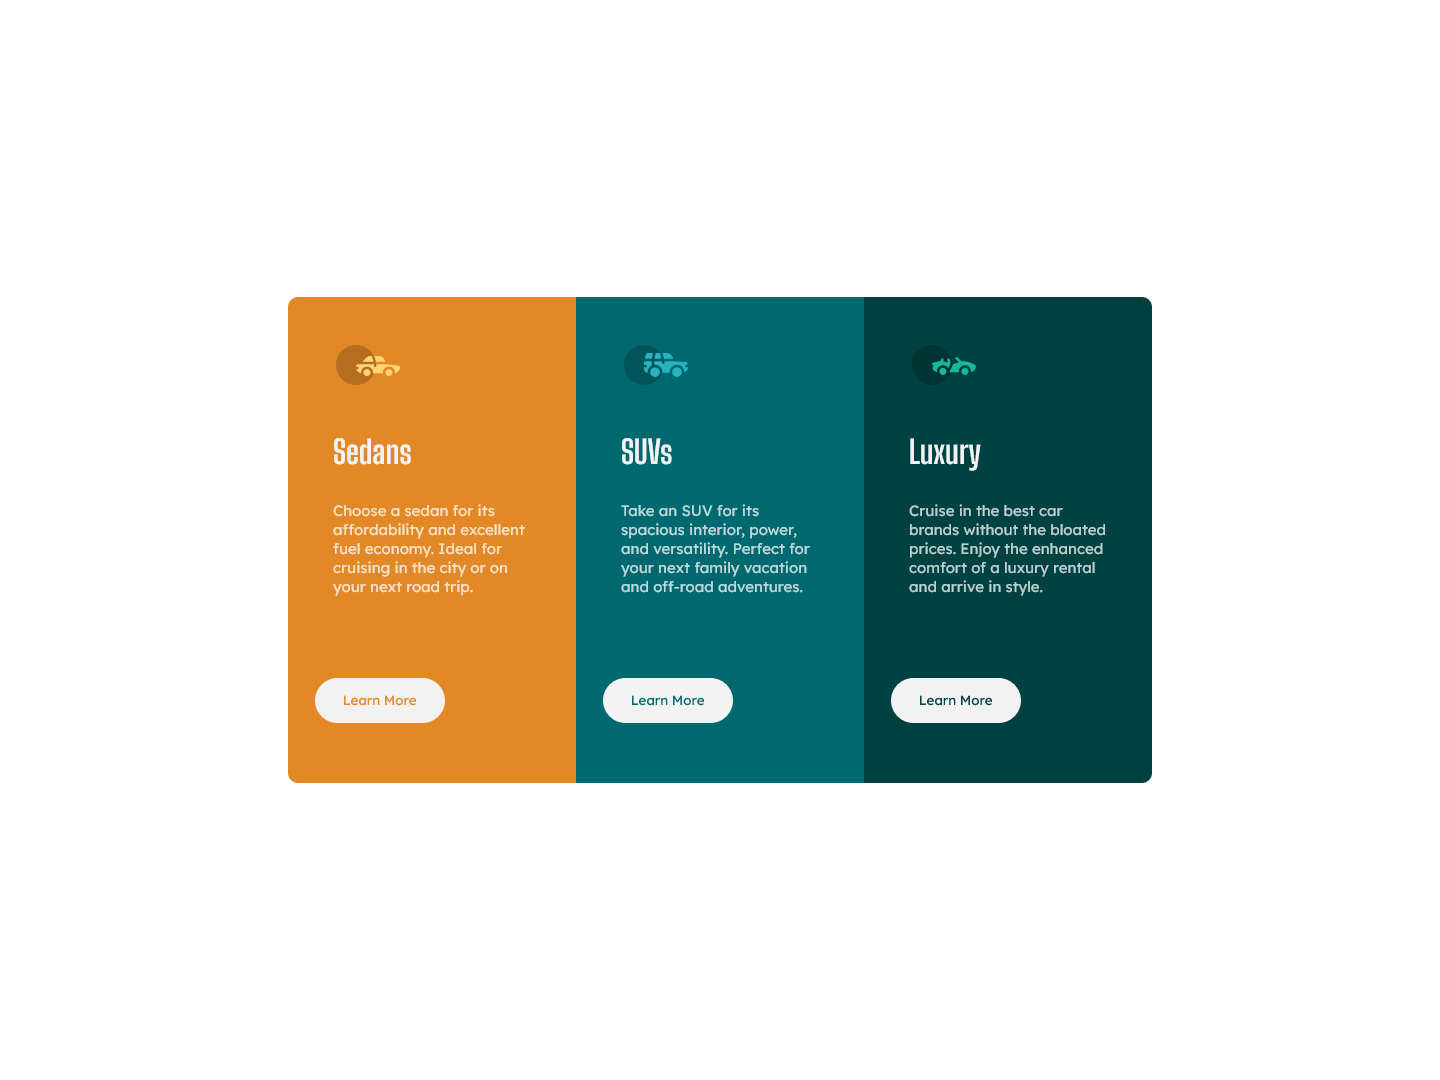 Sedans
Choose a sedan for its
affordability and excellent
fuel economy. Ideal for
cruising in the city or on
your next road trip.
Learn More
SUVs
Take an SUV for its
spacious interior, power,
and versatility. Perfect for
your next family vacation
and off-road adventures.
Learn More
Luxury
Cruise in the best car
brands without the bloated
prices. Enjoy the enhanced
comfort of a luxury rental
and arrive in style.
Learn More